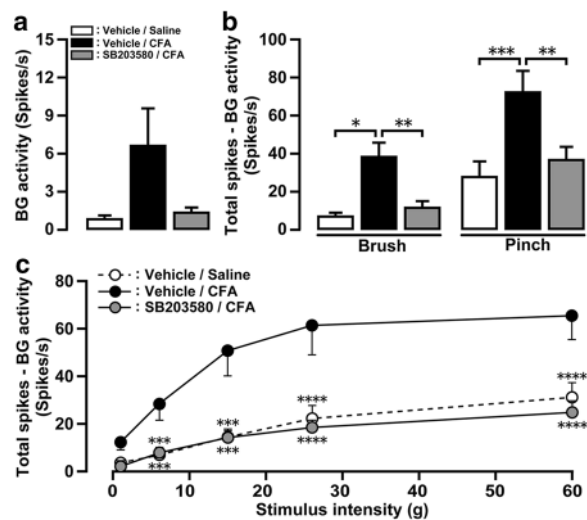 a
: Vehicle / Saline
: Vehicle / CFA
: SB203580 / CFA
BG activity (Spikes/s)
15
12
9
6
3
0
b
Total spikes - BG activity
(Spikes/s)
100
80
60
40
20
0
*
**
***
**
Brush
Pinch
c
: Vehicle / Saline
: Vehicle / CFA
: SB203580 / CFA
Total spikes - BG activity
(Spikes/s)
80
60
40
20
0
***
***
***
***
****
****
****
****
0 10 20 30 40 50 60
Stimulus intensity (g)